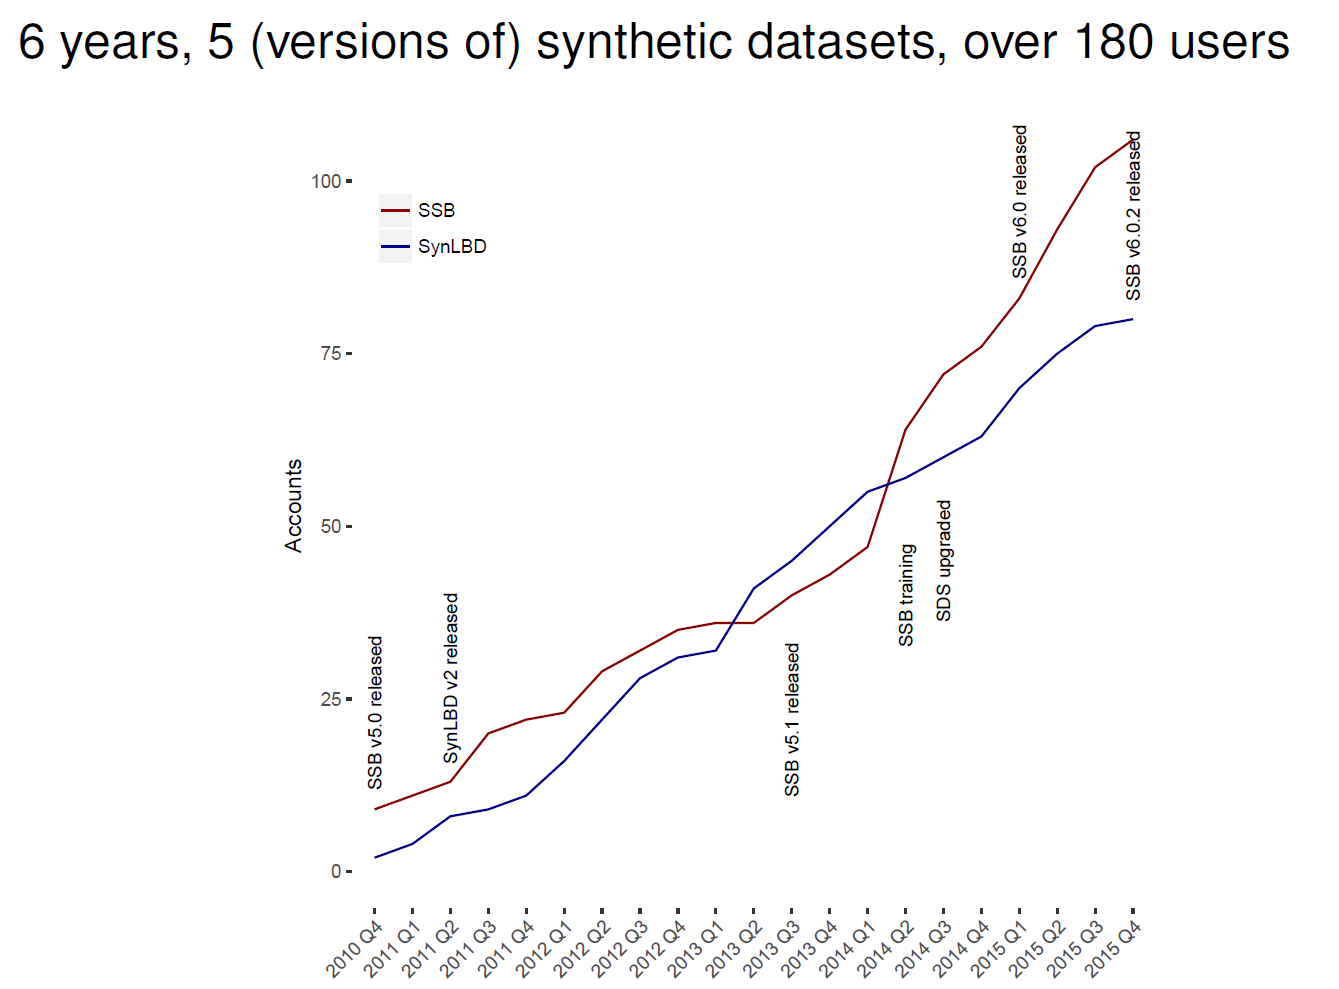 6 years, 5 (versions of) synthetic datasets, over 180 users
SSB
SynLBD
Accounts
100
75
50
25
0
SSB v5.0 released
SynLBD v2 released
SSB v5.1 released
SSB training
SDS upgraded
SSB v6.0 released
SSB v6.0.2 released
2010 Q4
2011 Q1
2011 Q2
2011 Q3
2011 Q4
2012 Q1
2012 Q2
2012 Q3
2012 Q4
2013 Q1
2013 Q2
2013 Q3
2013 Q4
2014 Q1
2014 Q2
2014 Q3
2014 Q4
2015 Q1
2015 Q2
2015 Q3
2015 Q4